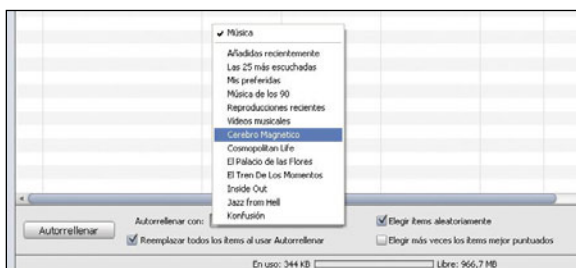 ✔ Música
Añadidas recientemente
Las 25 más escuchadas
Mis preferidas
Música de los 90
Reproducciones recientes
Vídeos musicales
Cerebro Magnetico
Cosmopolitan Life
El Palacio de las Flores
El Tren De Los Momentos
Inside Out
Jazz from Hell
Konfusión
Autorrellenar
Autorrellenar con:
Elegir ítems aleatoriamente
Reemplazar todos los ítems al usar Autorrellenar
Elegir más veces los ítems mejor puntuados
En uso: 344 KB
Libre: 966,7 MB